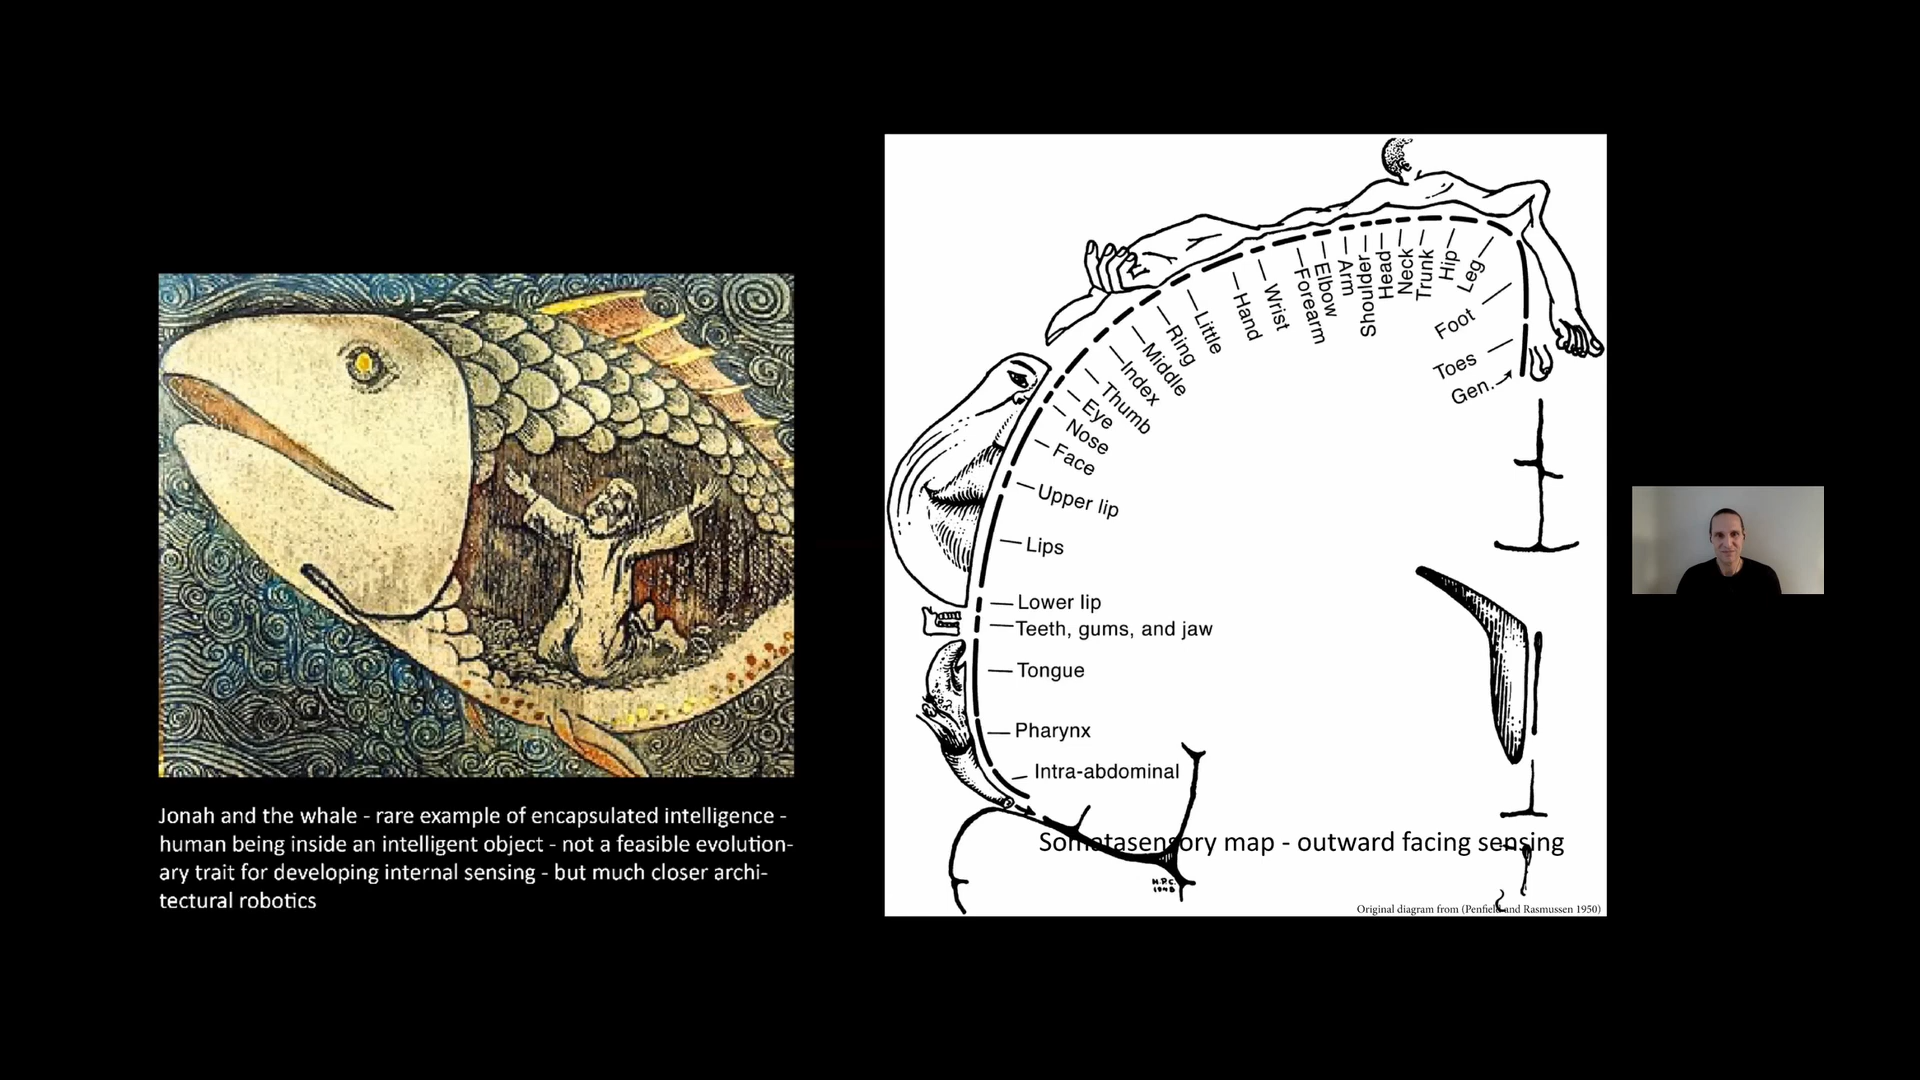 Jonah and the whale - rare example of encapsulated intelligence -
human being inside an intelligent object - not a feasible evolution-
ary trait for developing internal sensing - but much closer archi-
tectural robotics
Little
Ring
Middle
Index
Thumb
Eye
Nose
Face
Upper lip
Lips
Lower lip
Teeth, gums, and jaw
Tongue
Pharynx
Intra-abdominal
Hand
Wrist
Forearm
Elbow
Arm
Shoulder
Head
Neck
Trunk
Hip
Leg
Foot
Toes
Gen.
Somatasensory map - outward facing sensing
H.P.C.
1948
Original diagram from (Penfield and Rasmussen 1950)